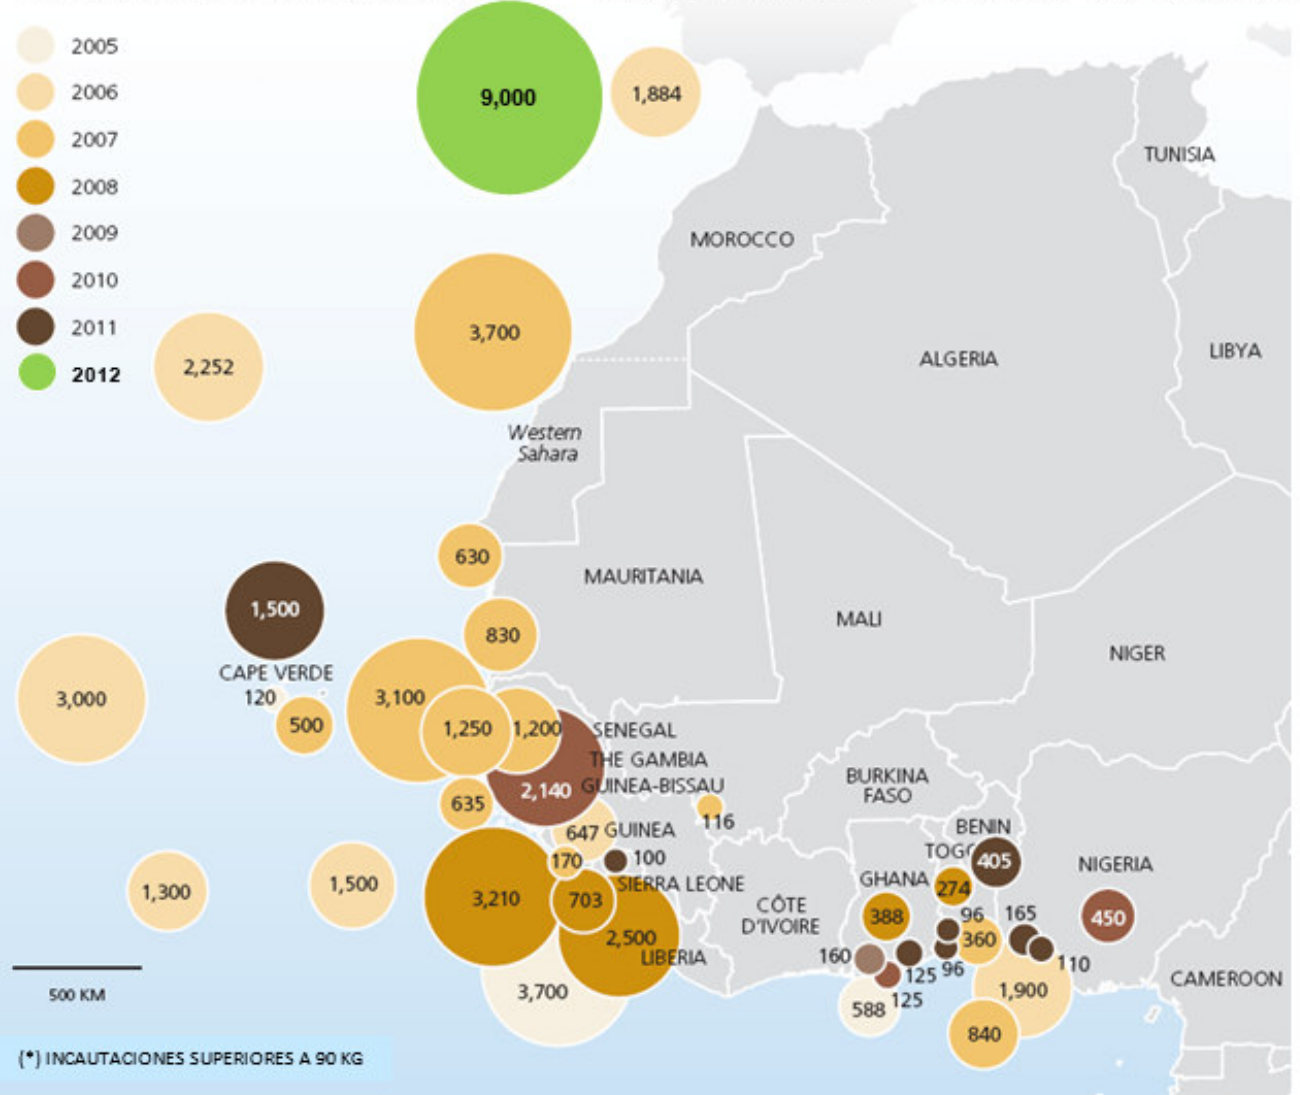 2005
9,000
1,884
2006
2007
TUNISIA
2008
2009
MOROCCO
2010
2011
3,700
2,252
ALGERIA
LIBYA
2012
Western
Sahara
630
MAURITANIA
1,500
830
MALI
NIGER
CAPE VERDE
120
3,000
3,100
500
1,250
1,200
SENEGAL
THE GAMBIA
2,140
GUINEA-BISSAU
BURKINA
FASO
635
116
647
GUINEA
BENIN
TOGO
170
100
405
NIGERIA
1,300
1,500
SIERRA LEONE
GHANA
274
3,210
703
CÔTE
D'IVOIRE
388
96
165
450
2,500
360
LIBERIA
160
125
96
110
3,700
CAMEROON
1,900
500 KM
588
125
840
(*) INCAUTACIONES SUPERIORES A 90 KG